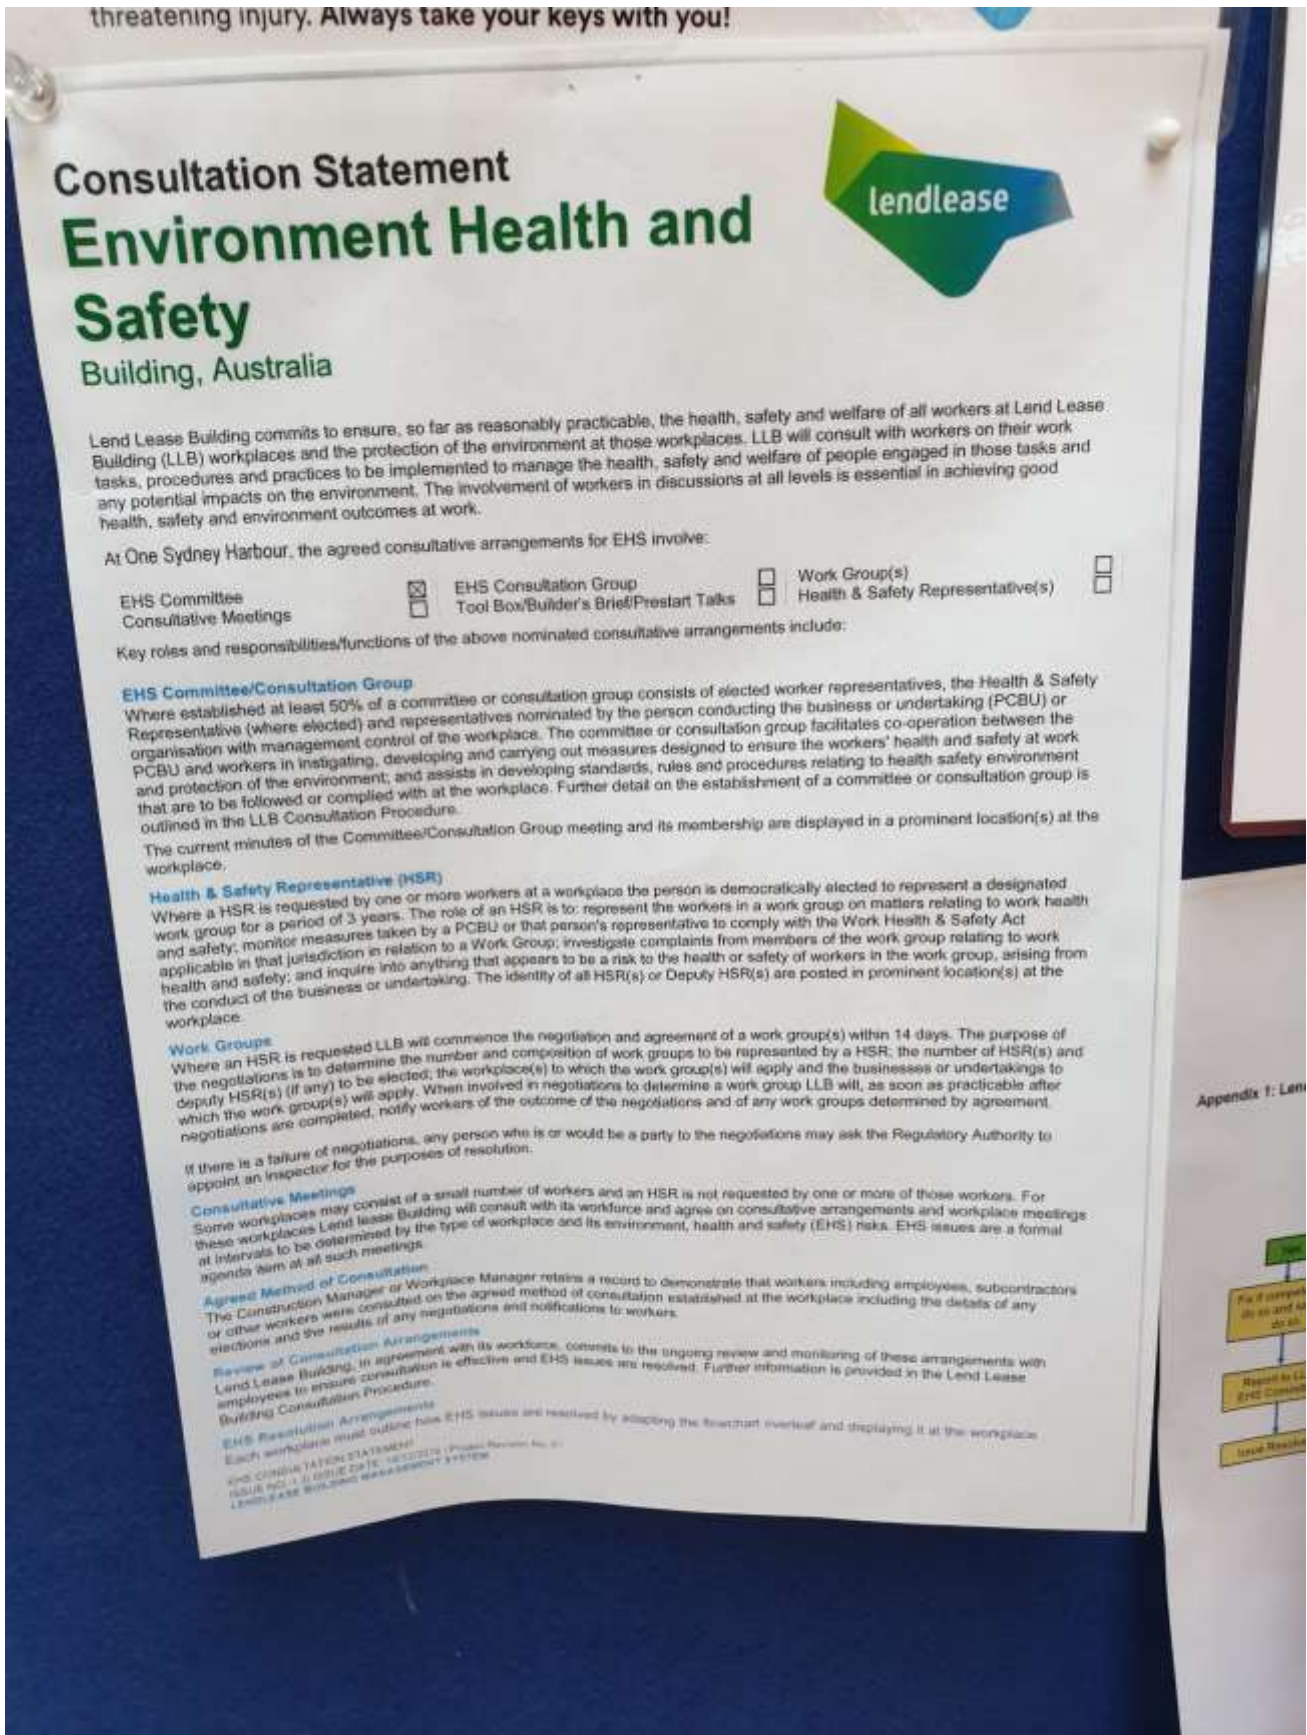 threatening injury. Always take your keys with you!
Consultation Statement
Environment Health and
Safety
Building, Australia
lendlease
Lend Lease Building commits to ensure, so far as reasonably practicable, the health, safety and welfare of all workers at Lend Lease
Building (LLB) workplaces and the protection of the environment at those workplaces. LLB will consult with workers on their work
tasks, procedures and practices to be implemented to manage the health, safety and welfare of people engaged in those tasks and
any potential impacts on the environment. The involvement of workers in discussions at all levels is essential in achieving good
health, safety and environment outcomes at work.
At One Sydney Harbour, the agreed consultative arrangements for EHS involve:
EHS Committee ☒ EHS Consultation Group ☐ Work Group(s) ☐
Consultative Meetings ☐ Tool Box/Builder's Brief/Prestart Talks ☐ Health & Safety Representative(s) ☐
Key roles and responsibilities/functions of the above nominated consultative arrangements include:
EHS Committee/Consultation Group
Where established at least 50% of a committee or consultation group consists of elected worker representatives, the Health & Safety
Representative (where elected) and representatives nominated by the person conducting the business or undertaking (PCBU) or
organisation with management control of the workplace. The committee or consultation group facilitates co-operation between the
PCBU and workers in instigating, developing and carrying out measures designed to ensure the workers' health and safety at work
and protection of the environment; and assists in developing standards, rules and procedures relating to health safety environment
that are to be followed or complied with at the workplace. Further detail on the establishment of a committee or consultation group is
outlined in the LLB Consultation Procedure.
The current minutes of the Committee/Consultation Group meeting and its membership are displayed in a prominent location(s) at the
workplace.
Health & Safety Representative (HSR)
Where a HSR is requested by one or more workers at a workplace the person is democratically elected to represent a designated
work group for a period of 3 years. The role of an HSR is to: represent the workers in a work group on matters relating to work health
and safety; monitor measures taken by a PCBU or that person's representative to comply with the Work Health & Safety Act
applicable in that jurisdiction in relation to a Work Group; investigate complaints from members of the work group relating to work
health and safety; and inquire into anything that appears to be a risk to the health or safety of workers in the work group, arising from
the conduct of the business or undertaking. The identity of all HSR(s) or Deputy HSR(s) are posted in prominent location(s) at the
workplace.
Work Groups
Where an HSR is requested LLB will commence the negotiation and agreement of a work group(s) within 14 days. The purpose of
the negotiations is to determine the number and composition of work groups to be represented by a HSR; the number of HSR(s) and
deputy HSR(s) (if any) to be elected; the workplace(s) to which the work group(s) will apply and the businesses or undertakings to
which the work group(s) will apply. When involved in negotiations to determine a work group LLB will, as soon as practicable after
negotiations are completed, notify workers of the outcome of the negotiations and of any work groups determined by agreement.
If there is a failure of negotiations, any person who is or would be a party to the negotiations may ask the Regulatory Authority to
appoint an inspector for the purposes of resolution.
Consultative Meetings
Some workplaces may consist of a small number of workers and an HSR is not requested by one or more of those workers. For
these workplaces Lend lease Building will consult with its workforce and agree on consultative arrangements and workplace meetings
at intervals to be determined by the type of workplace and its environment, health and safety (EHS) risks. EHS issues are a formal
agenda item at all such meetings.
Agreed Method of Consultation
The Construction Manager or Workplace Manager retains a record to demonstrate that workers including employees, subcontractors
or other workers were consulted on the agreed method of consultation established at the workplace including the details of any
elections and the results of any negotiations and notifications to workers.
Review of Consultation Arrangements
Lend Lease Building, in agreement with its workforce, commits to the ongoing review and monitoring of these arrangements with
employees to ensure consultation is effective and EHS issues are resolved. Further information is provided in the Lend Lease
Building Consultation Procedure.
EHS Resolution Arrangements
Each workplace must outline how EHS issues are resolved by adapting the flowchart overleaf and displaying it at the workplace
EHS CONSULTATION STATEMENT
ISSUE DATE:
LENDLEASE BUILDING MANAGEMENT SYSTEM
Appendix 1:
Report to
Issue